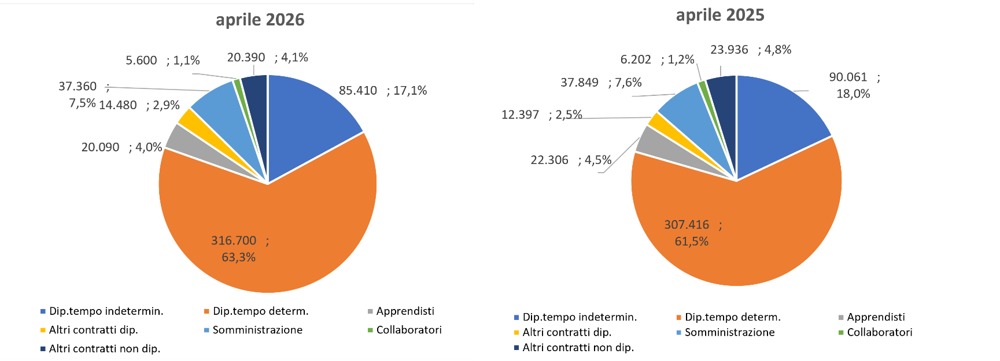 aprile 2026
5.600 ; 1,1%
20.390 ; 4,1%
37.360 ;
7,5%
85.410 ; 17,1%
14.480 ; 2,9%
20.090 ; 4,0%
316.700 ;
63,3%
Dip.tempo indetermin.
Dip.tempo determ.
Apprendisti
Altri contratti dip.
Somministrazione
Collaboratori
Altri contratti non dip.
aprile 2025
23.936 ; 4,8%
6.202 ; 1,2%
90.061 ;
18,0%
37.849 ; 7,6%
12.397 ; 2,5%
22.306 ; 4,5%
307.416 ;
61,5%
Dip.tempo indetermin.
Dip.tempo determ.
Apprendisti
Altri contratti dip.
Somministrazione
Collaboratori
Altri contratti non dip.